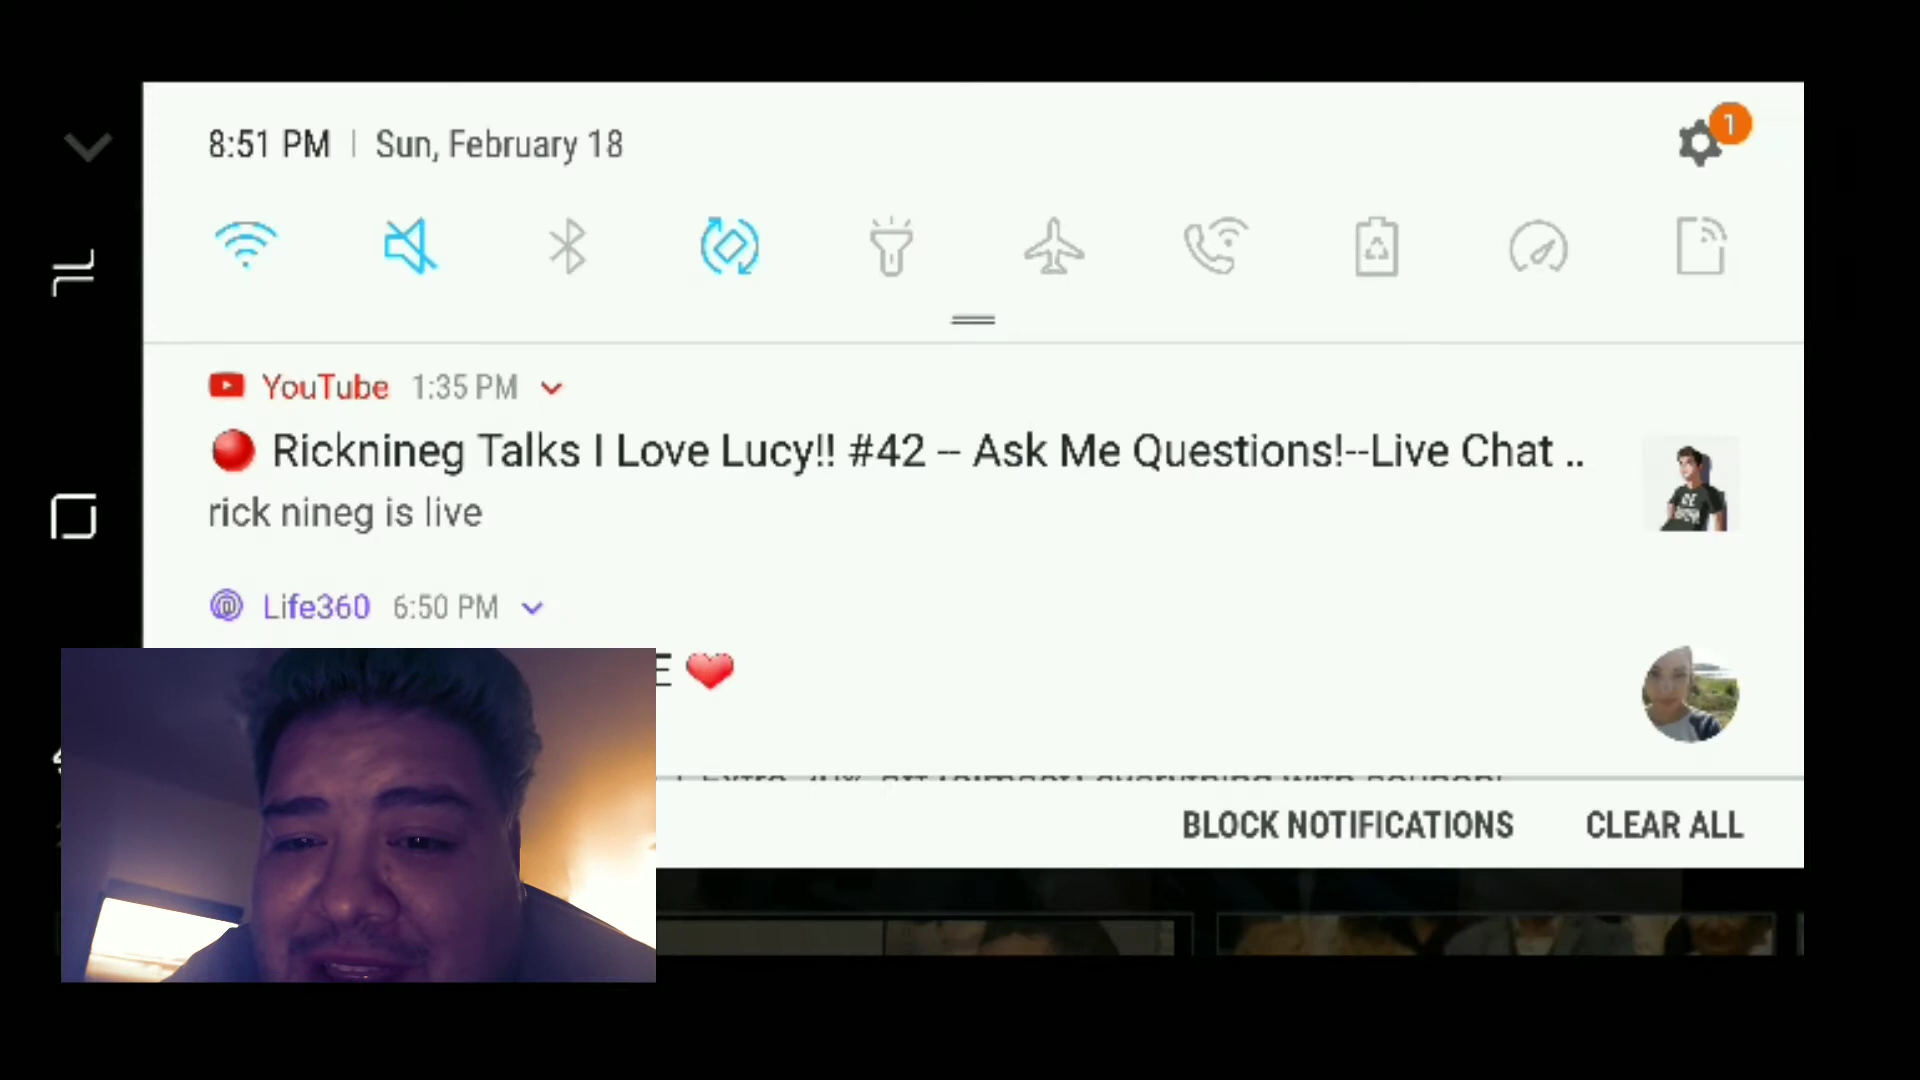 8:51 PM | Sun, February 18
1
YouTube 1:35 PM
Ricknineg Talks I Love Lucy!! #42 -- Ask Me Questions!--Live Chat ..
rick nineg is live
Life360 6:50 PM
E ❤
BLOCK NOTIFICATIONS CLEAR ALL